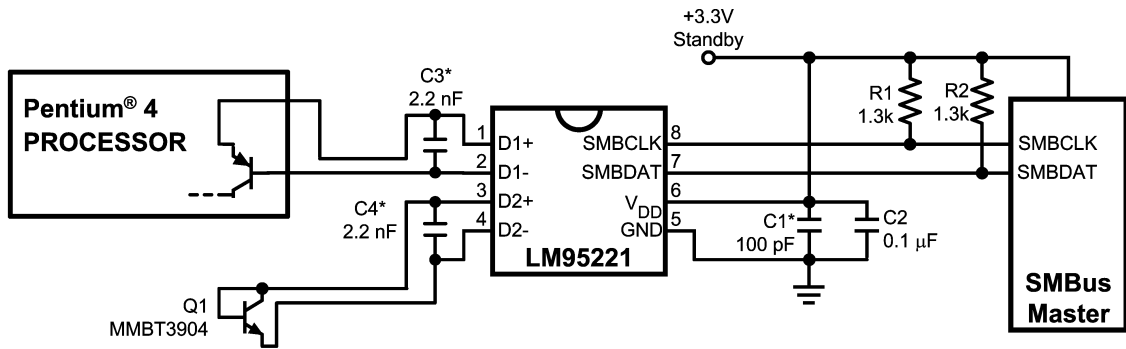 +3.3V
Standby
Pentium® 4
PROCESSOR
C3*
2.2 nF
C4*
2.2 nF
Q1
MMBT3904
1
2
3
4
D1+
D1-
D2+
D2-
SMBCLK
SMBDAT
VDD
GND
LM95221
8
7
6
5
R1
1.3k
R2
1.3k
C1*
100 pF
C2
0.1 µF
SMBCLK
SMBDAT
SMBus
Master